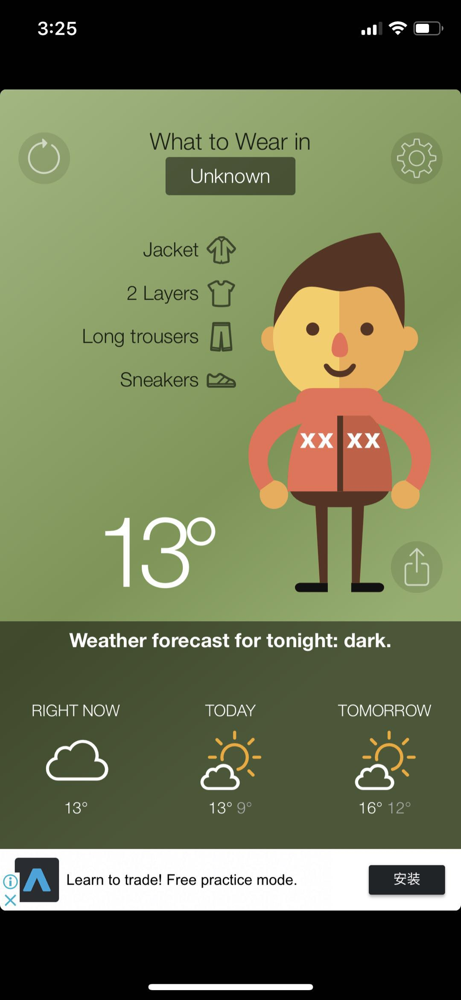 3:25
What to Wear in
Unknown
Jacket
2 Layers
Long trousers
Sneakers
xx xx
13°
Weather forecast for tonight: dark.
RIGHT NOW TODAY TOMORROW
13° 13° 9° 16° 12°
Learn to trade! Free practice mode.
安装